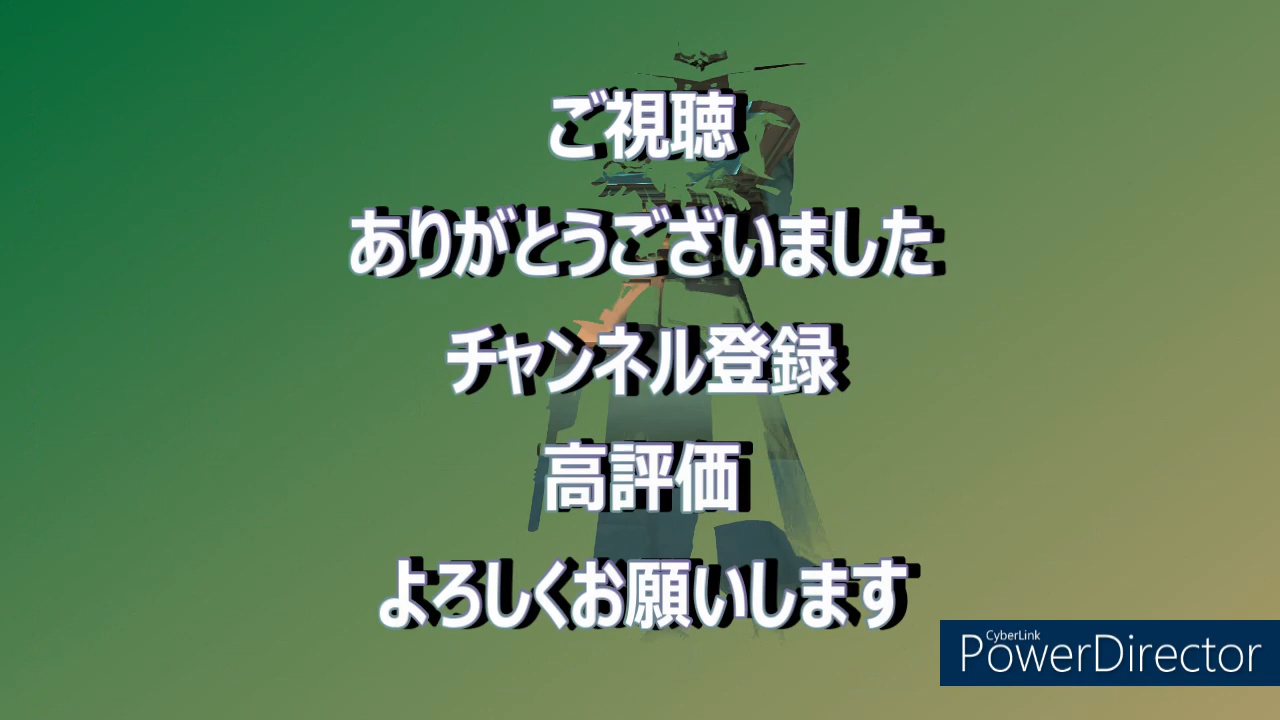 ご視聴
ありがとうございました
チャンネル登録
高評価
よろしくお願いします
CyberLink
PowerDirector